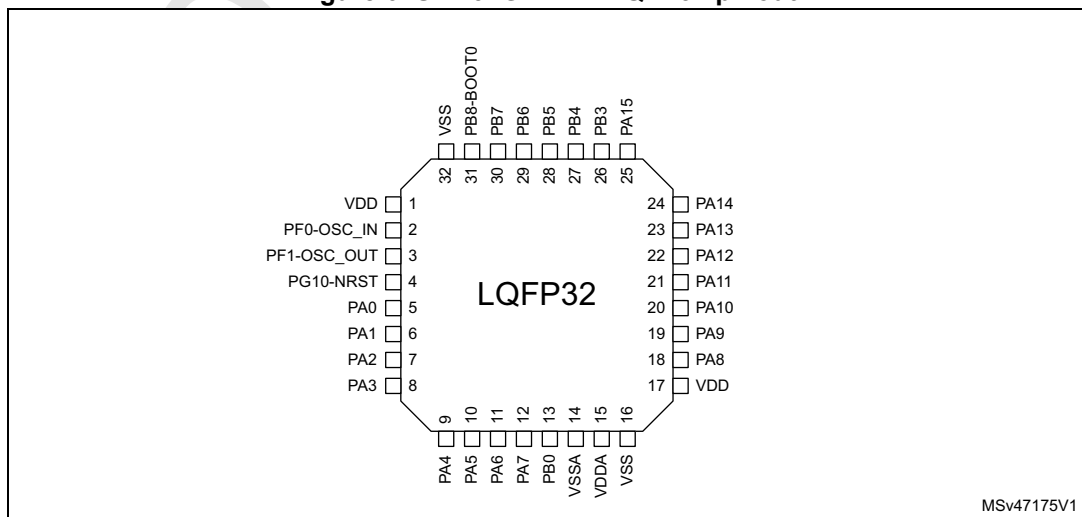 VSS
PB8-BOOT0
PB7
PB6
PB5
PB4
PB3
PA15
32
31
30
29
28
27
26
25
VDD 1
PF0-OSC_IN 2
PF1-OSC_OUT 3
PG10-NRST 4
PA0 5
PA1 6
PA2 7
PA3 8
LQFP32
24 PA14
23 PA13
22 PA12
21 PA11
20 PA10
19 PA9
18 PA8
17 VDD
9
10
11
12
13
14
15
16
PA4
PA5
PA6
PA7
PB0
VSSA
VDDA
VSS
MSv47175V1